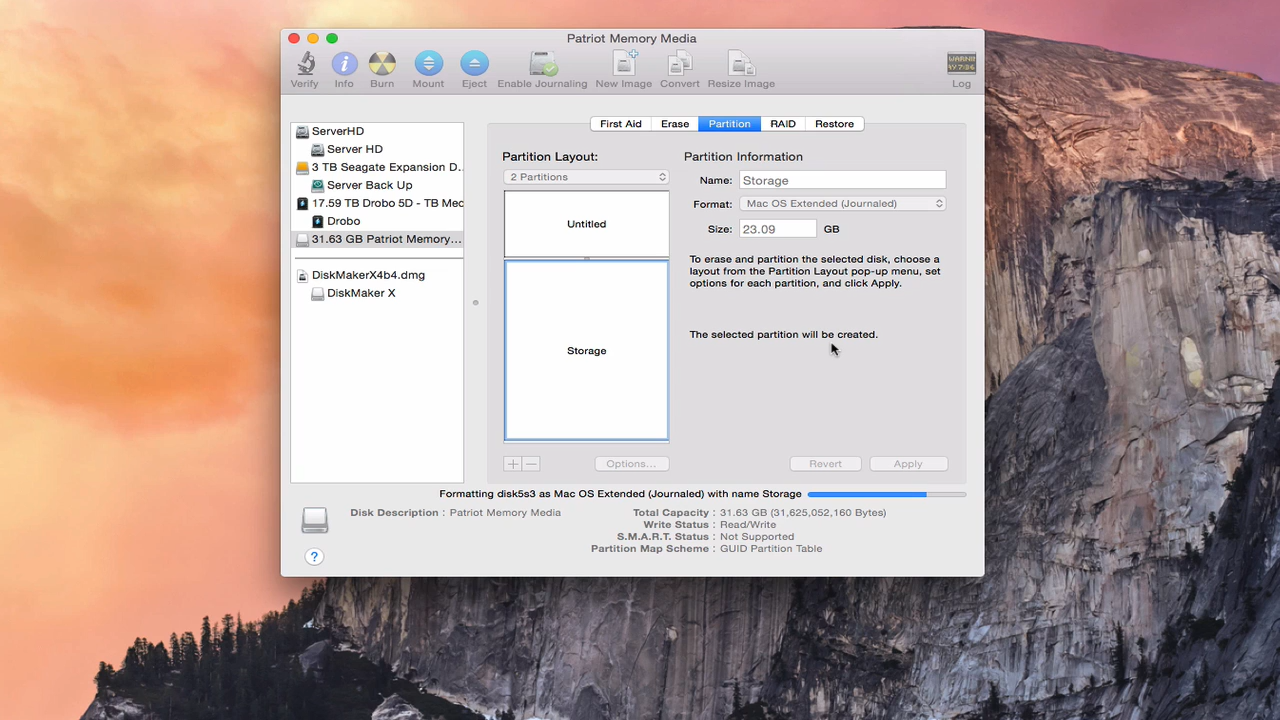 Patriot Memory Media
Verify
Info
Burn
Mount
Eject
Enable Journaling
New Image
Convert
Resize Image
WARNIN
Log
ServerHD
Server HD
3 TB Seagate Expansion D...
Server Back Up
17.59 TB Drobo 5D - TB Med
Drobo
31.63 GB Patriot Memory...
DiskMakerX4b4.dmg
DiskMaker X
First Aid
Erase
Partition
RAID
Restore
Partition Layout:
2 Partitions
Untitled
Storage
Partition Information
Name: Storage
Format: Mac OS Extended (Journaled)
Size: 23.09 GB
To erase and partition the selected disk, choose a
layout from the Partition Layout pop-up menu, set
options for each partition, and click Apply.
The selected partition will be created.
+ −
Options...
Revert
Apply
Formatting disk5s3 as Mac OS Extended (Journaled) with name Storage
Disk Description : Patriot Memory Media
Total Capacity : 31.63 GB (31,625,052,160 Bytes)
Write Status : Read/Write
S.M.A.R.T. Status : Not Supported
Partition Map Scheme : GUID Partition Table
?